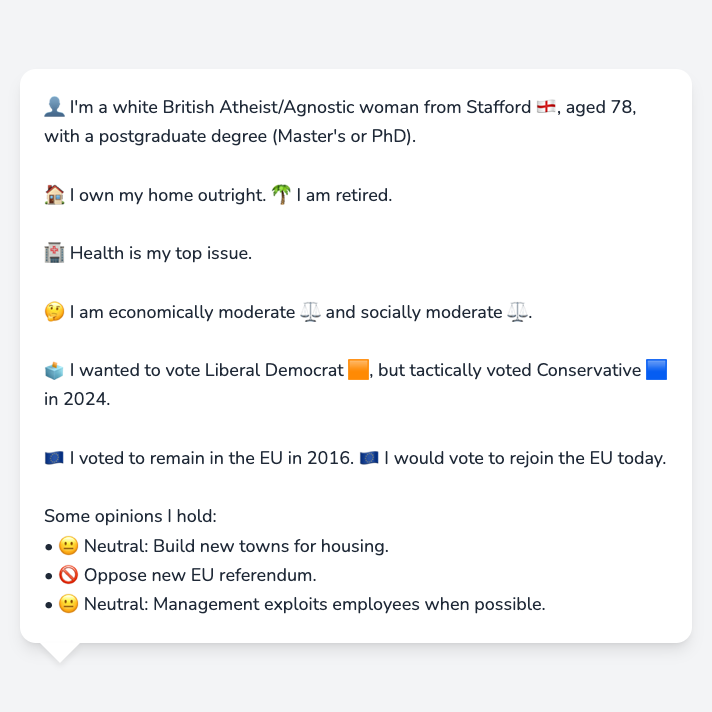 👤 I'm a white British Atheist/Agnostic woman from Stafford 🏴󠁧󠁢󠁥󠁮󠁧󠁿, aged 78,
with a postgraduate degree (Master's or PhD).
🏠 I own my home outright. 🌴 I am retired.
🏥 Health is my top issue.
🤔 I am economically moderate ⚖️ and socially moderate ⚖️.
🗳️ I wanted to vote Liberal Democrat 🟧, but tactically voted Conservative 🟦
in 2024.
🇪🇺 I voted to remain in the EU in 2016. 🇪🇺 I would vote to rejoin the EU today.
Some opinions I hold:
• 😐 Neutral: Build new towns for housing.
• 🚫 Oppose new EU referendum.
• 😐 Neutral: Management exploits employees when possible.